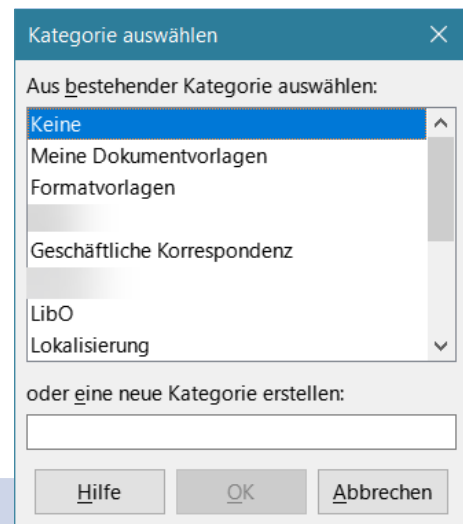 Kategorie auswählen
Aus bestehender Kategorie auswählen:
Keine
Meine Dokumentvorlagen
Formatvorlagen
Geschäftliche Korrespondenz
LibO
Lokalisierung
oder eine neue Kategorie erstellen:
Hilfe OK Abbrechen